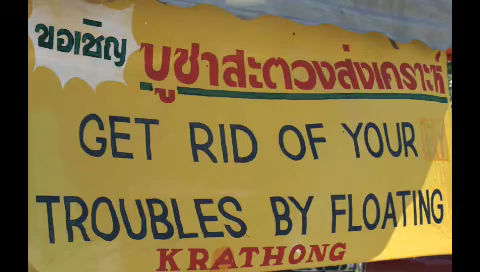 ขอเชิญ
บูชาสะตวงส่งเคราะห์
GET RID OF YOUR
TROUBLES BY FLOATING
KRATHONG